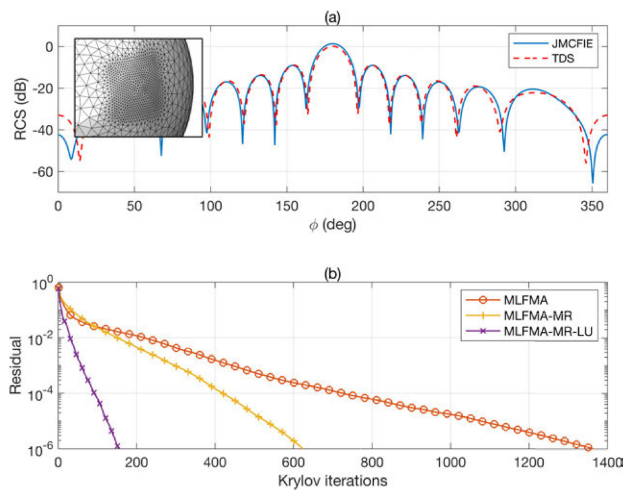 (a)
0
-20
-40
-60
RCS (dB)
JMCFIE
TDS
0 50 100 150 200 250 300 350
ϕ (deg)
(b)
10^0
10^-2
10^-4
10^-6
Residual
MLFMA
MLFMA-MR
MLFMA-MR-LU
0 200 400 600 800 1000 1200 1400
Krylov iterations